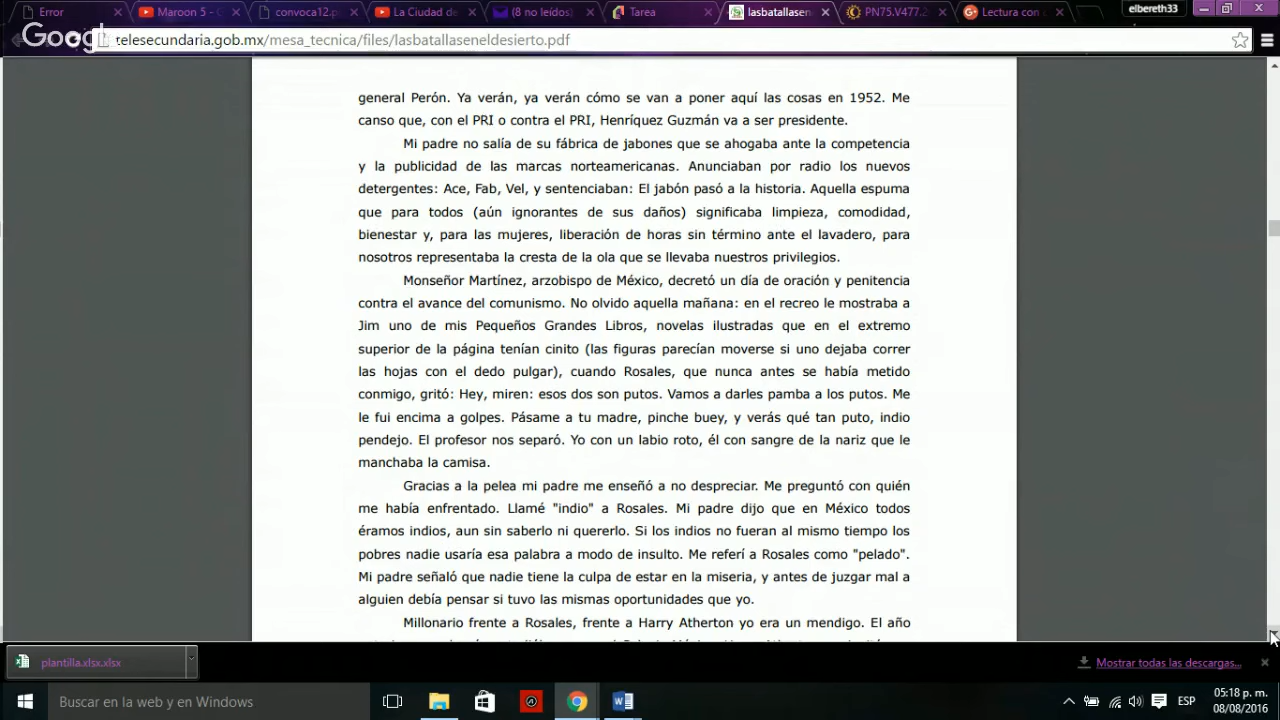 Error
Maroon 5 - 
convoca12.p
La Ciudad de
(8 no leídos)
Tarea
lasbatallasen
PN75.V477.2
Lectura con
elbereth33
Goog
telesecundaria.gob.mx/mesa_tecnica/files/lasbatallaseneldesierto.pdf
general Perón. Ya verán, ya verán cómo se van a poner aquí las cosas en 1952. Me
canso que, con el PRI o contra el PRI, Henríquez Guzmán va a ser presidente.
Mi padre no salía de su fábrica de jabones que se ahogaba ante la competencia
y la publicidad de las marcas norteamericanas. Anunciaban por radio los nuevos
detergentes: Ace, Fab, Vel, y sentenciaban: El jabón pasó a la historia. Aquella espuma
que para todos (aún ignorantes de sus daños) significaba limpieza, comodidad,
bienestar y, para las mujeres, liberación de horas sin término ante el lavadero, para
nosotros representaba la cresta de la ola que se llevaba nuestros privilegios.
Monseñor Martínez, arzobispo de México, decretó un día de oración y penitencia
contra el avance del comunismo. No olvido aquella mañana: en el recreo le mostraba a
Jim uno de mis Pequeños Grandes Libros, novelas ilustradas que en el extremo
superior de la página tenían cinito (las figuras parecían moverse si uno dejaba correr
las hojas con el dedo pulgar), cuando Rosales, que nunca antes se había metido
conmigo, gritó: Hey, miren: esos dos son putos. Vamos a darles pamba a los putos. Me
le fui encima a golpes. Pásame a tu madre, pinche buey, y verás qué tan puto, indio
pendejo. El profesor nos separó. Yo con un labio roto, él con sangre de la nariz que le
manchaba la camisa.
Gracias a la pelea mi padre me enseñó a no despreciar. Me preguntó con quién
me había enfrentado. Llamé "indio" a Rosales. Mi padre dijo que en México todos
éramos indios, aun sin saberlo ni quererlo. Si los indios no fueran al mismo tiempo los
pobres nadie usaría esa palabra a modo de insulto. Me referí a Rosales como "pelado".
Mi padre señaló que nadie tiene la culpa de estar en la miseria, y antes de juzgar mal a
alguien debía pensar si tuvo las mismas oportunidades que yo.
Millonario frente a Rosales, frente a Harry Atherton yo era un mendigo. El año
plantilla.xlsx.xlsx
Mostrar todas las descargas...
Buscar en la web y en Windows
ESP
05:18 p. m.
08/08/2016